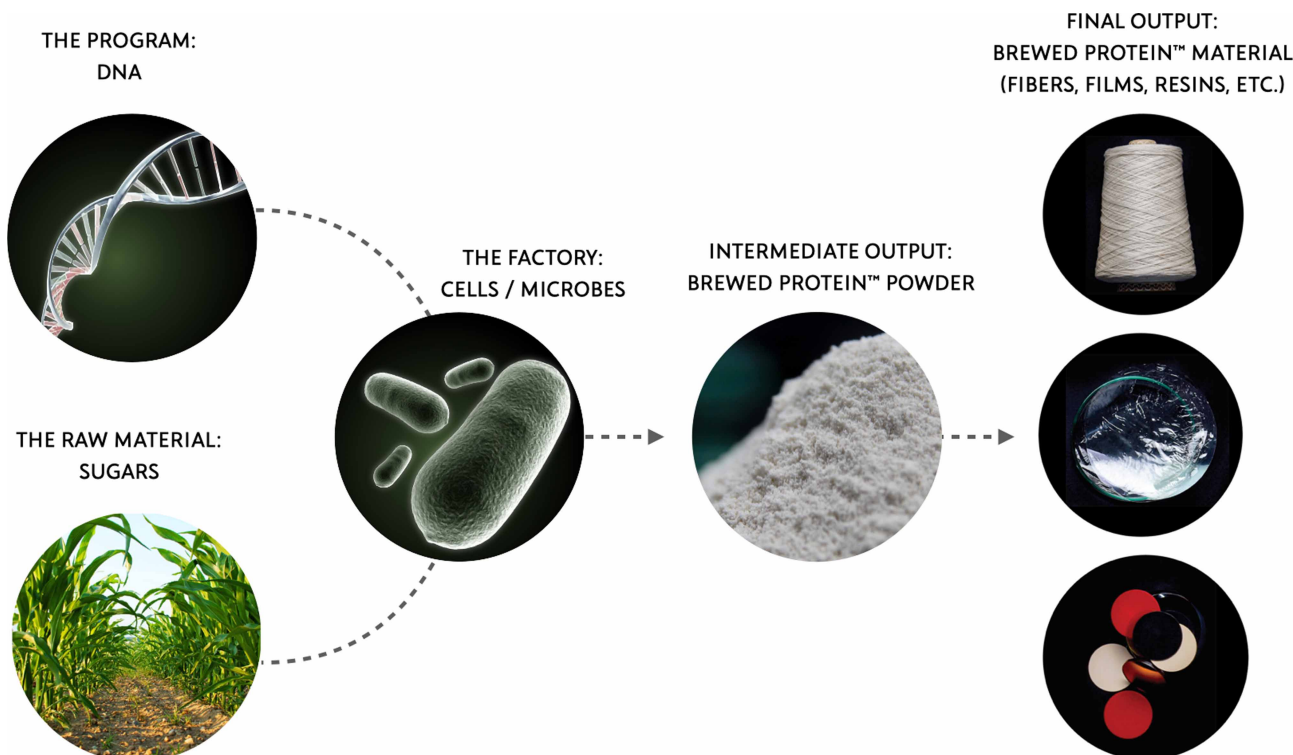 THE PROGRAM:
DNA
THE RAW MATERIAL:
SUGARS
THE FACTORY:
CELLS / MICROBES
INTERMEDIATE OUTPUT:
BREWED PROTEIN™ POWDER
FINAL OUTPUT:
BREWED PROTEIN™ MATERIAL
(FIBERS, FILMS, RESINS, ETC.)